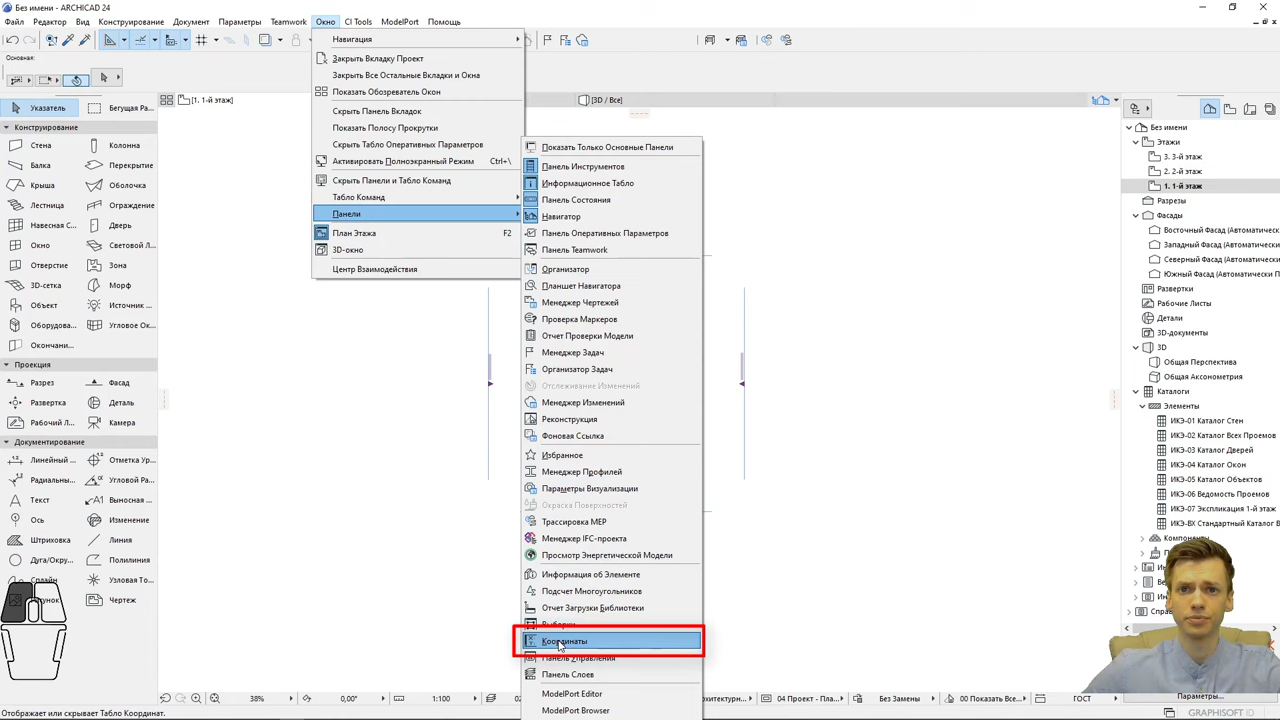 Без имени - ARCHICAD 24
Файл Редактор Вид Конструирование Документ Параметры Teamwork Окно CI Tools ModelPort Помощь
Основная:
[1. 1-й этаж]
[3D / Все]
Указатель
Бегущая Ра...
Конструирование
Стена
Колонна
Балка
Перекрытие
Крыша
Оболочка
Лестница
Ограждение
Навесная С...
Дверь
Окно
Световой Л...
Отверстие
Зона
3D-сетка
Морф
Объект
Источник ...
Оборудова...
Угловое Ок...
Окончани...
Проекция
Разрез
Фасад
Развертка
Деталь
Рабочий Л...
Камера
Документирование
Линейный ...
Отметка Ур...
Радиальны...
Текст
Выносная ...
Ось
Изменение
Штриховка
Линия
Дуга/Окру...
Полилиния
Сплайн
Узловая То...
Чертеж
Навигация
Закрыть Вкладку Проект
Закрыть Все Остальные Вкладки и Окна
Показать Обозреватель Окон
Скрыть Панель Вкладок
Показать Полосу Прокрутки
Скрыть Табло Оперативных Параметров
Активировать Полноэкранный Режим Ctrl+\
Скрыть Панели и Табло Команд
Табло Команд
Панели
План Этажа F2
3D-окно
Центр Взаимодействия
Показать Только Основные Панели
Панель Инструментов
Информационное Табло
Панель Состояния
Навигатор
Панель Оперативных Параметров
Панель Teamwork
Организатор
Планшет Навигатора
Менеджер Чертежей
Проверка Маркеров
Отчет Проверки Модели
Менеджер Задач
Организатор Задач
Отслеживание Изменений
Менеджер Изменений
Реконструкция
Фоновая Ссылка
Избранное
Менеджер Профилей
Параметры Визуализации
Окраска Поверхностей
Трассировка MEP
Менеджер IFC-проекта
Просмотр Энергетической Модели
Информация об Элементе
Подсчет Многоугольников
Отчет Загрузки Библиотеки
Координаты
Панель Управления
Панель Слоев
ModelPort Editor
ModelPort Browser
Без имени
Этажи
3. 3-й этаж
2. 2-й этаж
1. 1-й этаж
Разрезы
Фасады
Восточный Фасад (Автоматичес
Западный Фасад (Автоматичес
Северный Фасад (Автоматичес
Южный Фасад (Автоматически П
Развертки
Рабочие Листы
Детали
3D-документы
3D
Общая Перспектива
Общая Аксонометрия
Каталоги
Элементы
ИКЭ-01 Каталог Стен
ИКЭ-02 Каталог Всех Проемов
ИКЭ-03 Каталог Дверей
ИКЭ-04 Каталог Окон
ИКЭ-05 Каталог Объектов
ИКЭ-06 Ведомость Проемов
ИКЭ-07 Экспликация 1-й этаж
ИКЭ-ВХ Стандартный Каталог В
Параметры...
38% 0,00° 1:100 рхитектурн... 04 Проект - Пла... Без Замены 00 Показать Все... ГОСТ
Отображает или скрывает Табло Координат.
GRAPHISOFT ID